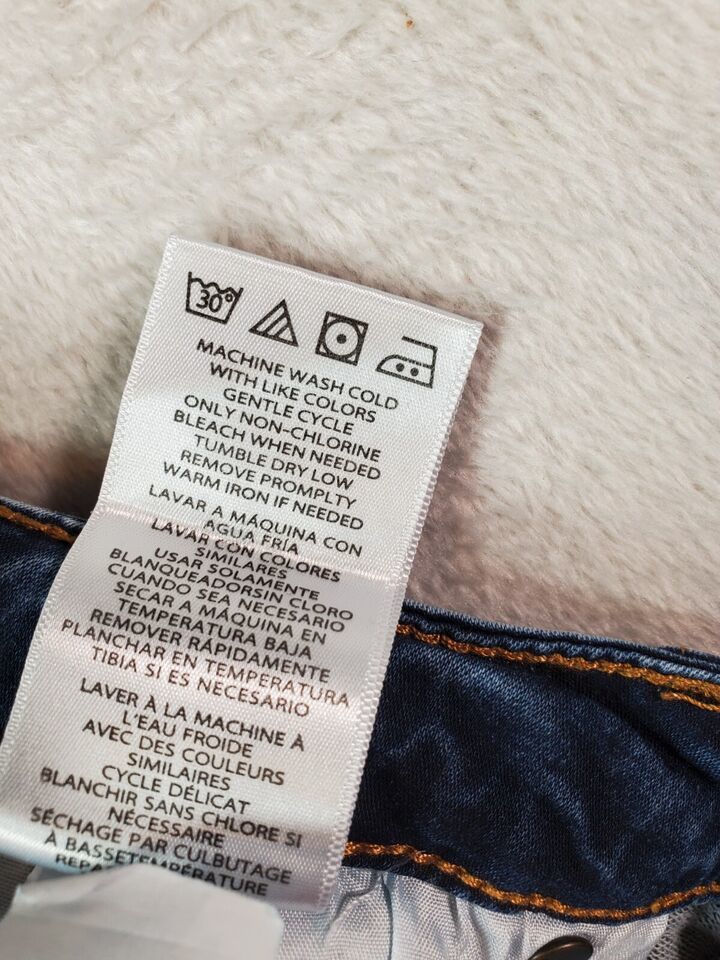 30°
MACHINE WASH COLD
WITH LIKE COLORS
GENTLE CYCLE
ONLY NON-CHLORINE
BLEACH WHEN NEEDED
TUMBLE DRY LOW
REMOVE PROMPTLY
WARM IRON IF NEEDED
LAVAR A MÁQUINA CON
AGUA FRÍA
LAVAR CON COLORES
SIMILARES
USAR SOLAMENTE
BLANQUEADORSIN CLORO
CUANDO SEA NECESARIO
SECAR A MÁQUINA EN
TEMPERATURA BAJA
REMOVER RÁPIDAMENTE
PLANCHAR EN TEMPERATURA
TIBIA SI ES NECESARIO
LAVER À LA MACHINE À
L'EAU FROIDE
AVEC DES COULEURS
SIMILAIRES
CYCLE DÉLICAT
BLANCHIR SANS CHLORE SI
NÉCESSAIRE
SÉCHAGE PAR CULBUTAGE
À BASSETEMPÉRATURE